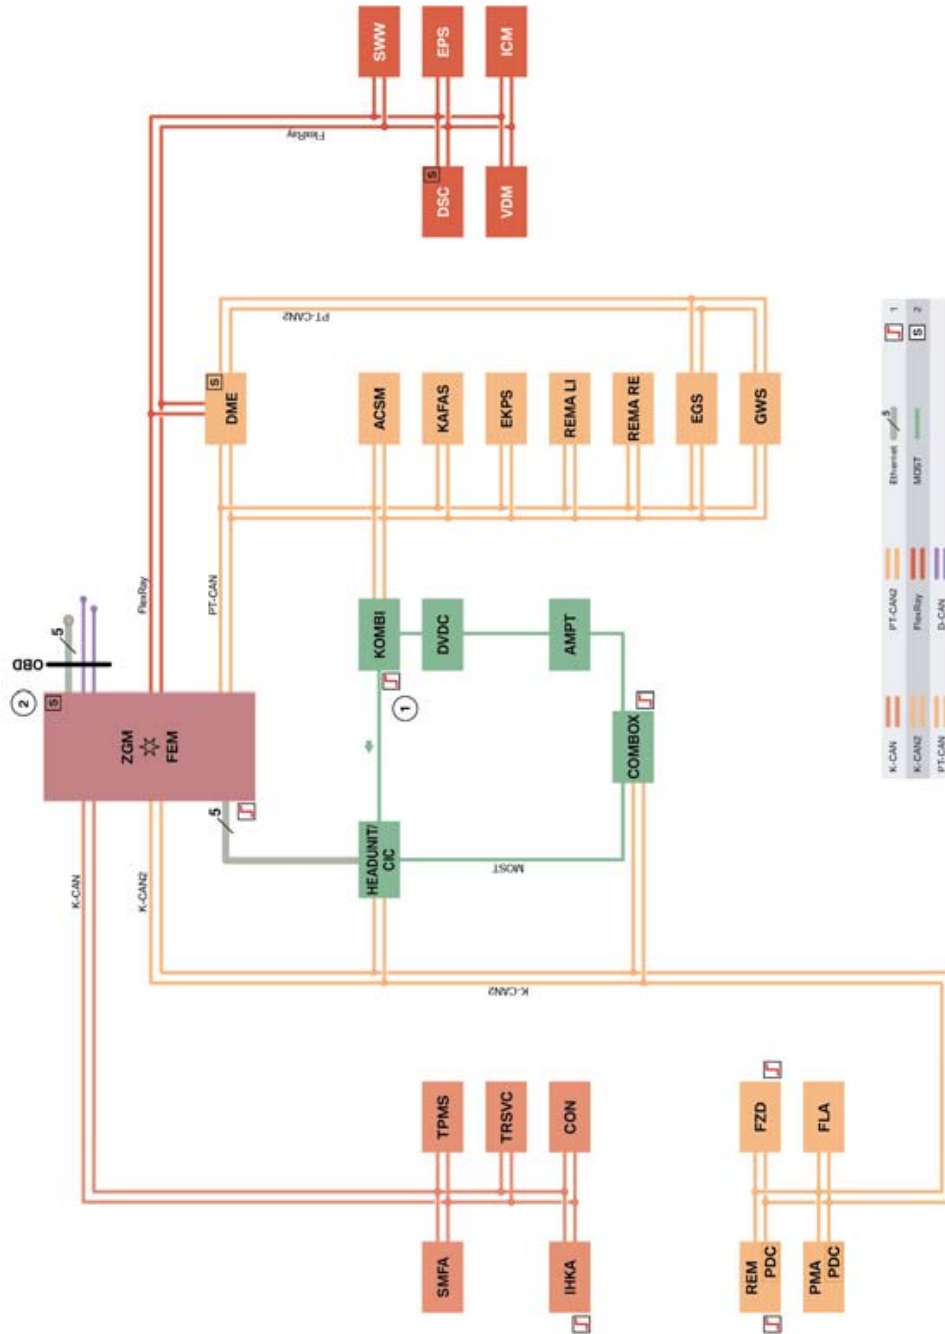 SWW
EPS
ICM
FlexRay
DSC
S
VDM
PT-CAN2
DME
S
ACSM
KAFAS
EKPS
REMA LI
REMA RE
EGS
GWS
FlexRay
PT-CAN
OBD
5
2
S
ZGM
FEM
KOMBI
DVDC
AMPT
1
COMBOX
5
HEADUNIT/
CIC
MOST
K-CAN
K-CAN2
K-CAN2
TPMS
TRSVC
CON
SMFA
IHKA
FZD
FLA
REM
PDC
PMA
PDC
K-CAN
PT-CAN2
Ethernet
5
1
K-CAN2
FlexRay
MOST
S
2
PT-CAN
D-CAN